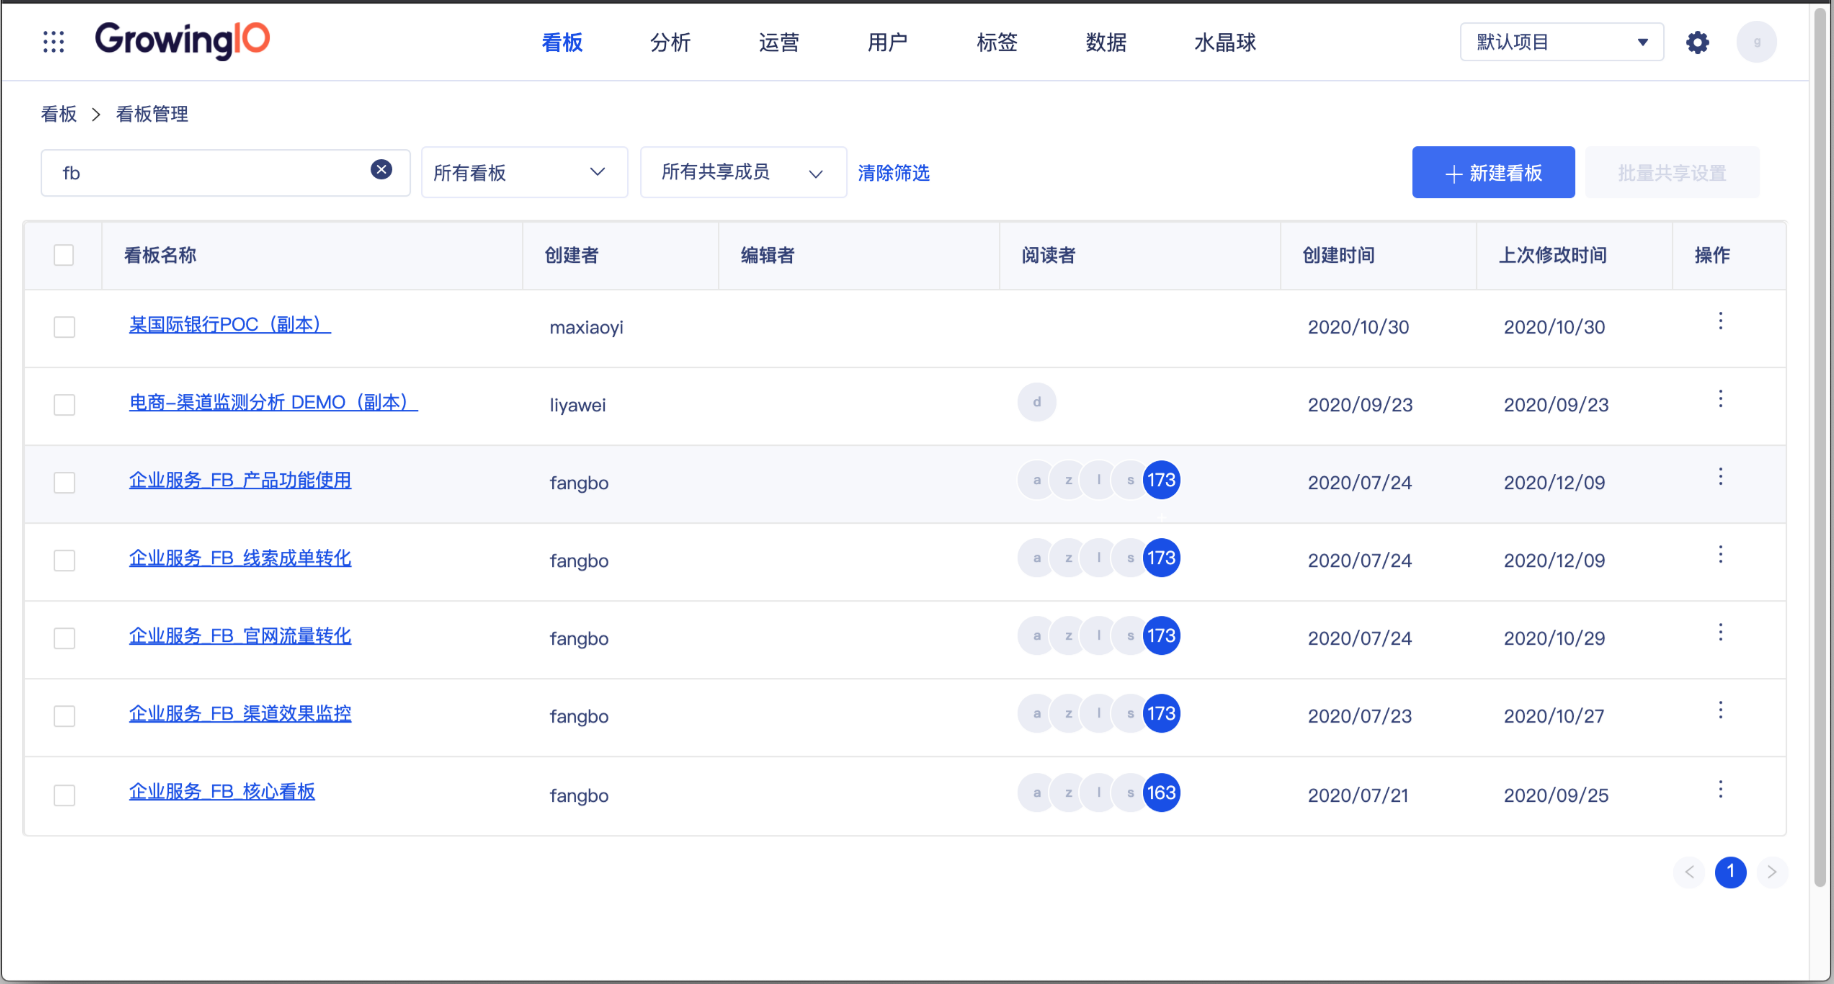 GrowingIO 看板 分析 运营 用户 标签 数据 水晶球 默认项目 g
看板 > 看板管理
fb 所有看板 所有共享成员 清除筛选 + 新建看板 批量共享设置
看板名称 创建者 编辑者 阅读者 创建时间 上次修改时间 操作
某国际银行POC（副本） maxiaoyi 2020/10/30 2020/10/30
电商-渠道监测分析 DEMO（副本） liyawei d 2020/09/23 2020/09/23
企业服务_FB_产品功能使用 fangbo a z l s 173 2020/07/24 2020/12/09
企业服务_FB_线索成单转化 fangbo a z l s 173 2020/07/24 2020/12/09
企业服务_FB_官网流量转化 fangbo a z l s 173 2020/07/24 2020/10/29
企业服务_FB_渠道效果监控 fangbo a z l s 173 2020/07/23 2020/10/27
企业服务_FB_核心看板 fangbo a z l s 163 2020/07/21 2020/09/25
< 1 >